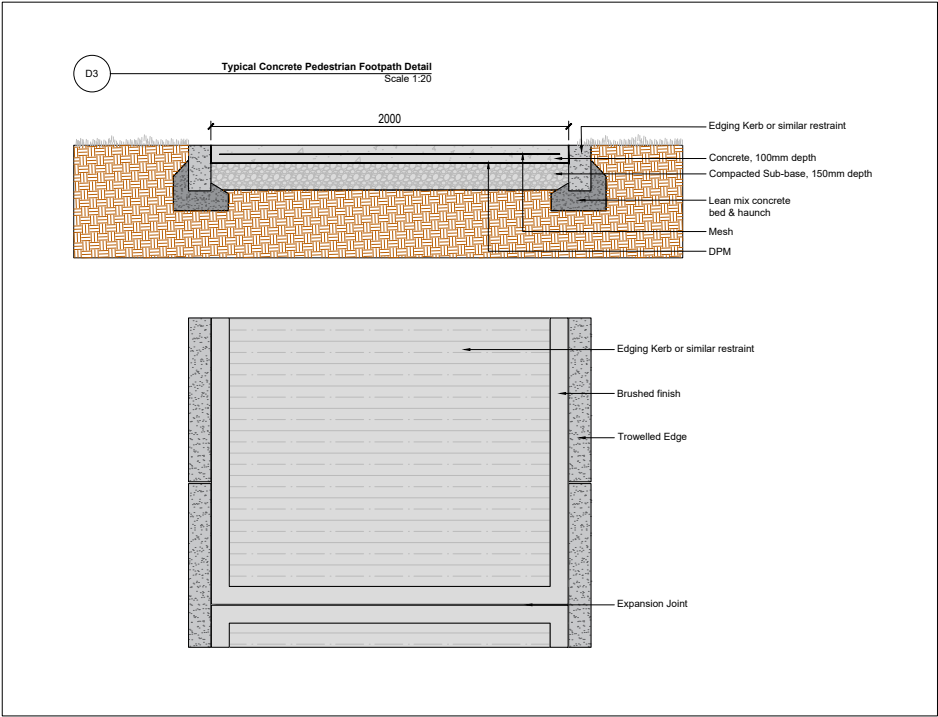 D3
Typical Concrete Pedestrian Footpath Detail
Scale 1:20
2000
Edging Kerb or similar restraint
Concrete, 100mm depth
Compacted Sub-base, 150mm depth
Lean mix concrete
bed & haunch
Mesh
DPM
Edging Kerb or similar restraint
Brushed finish
Trowelled Edge
Expansion Joint